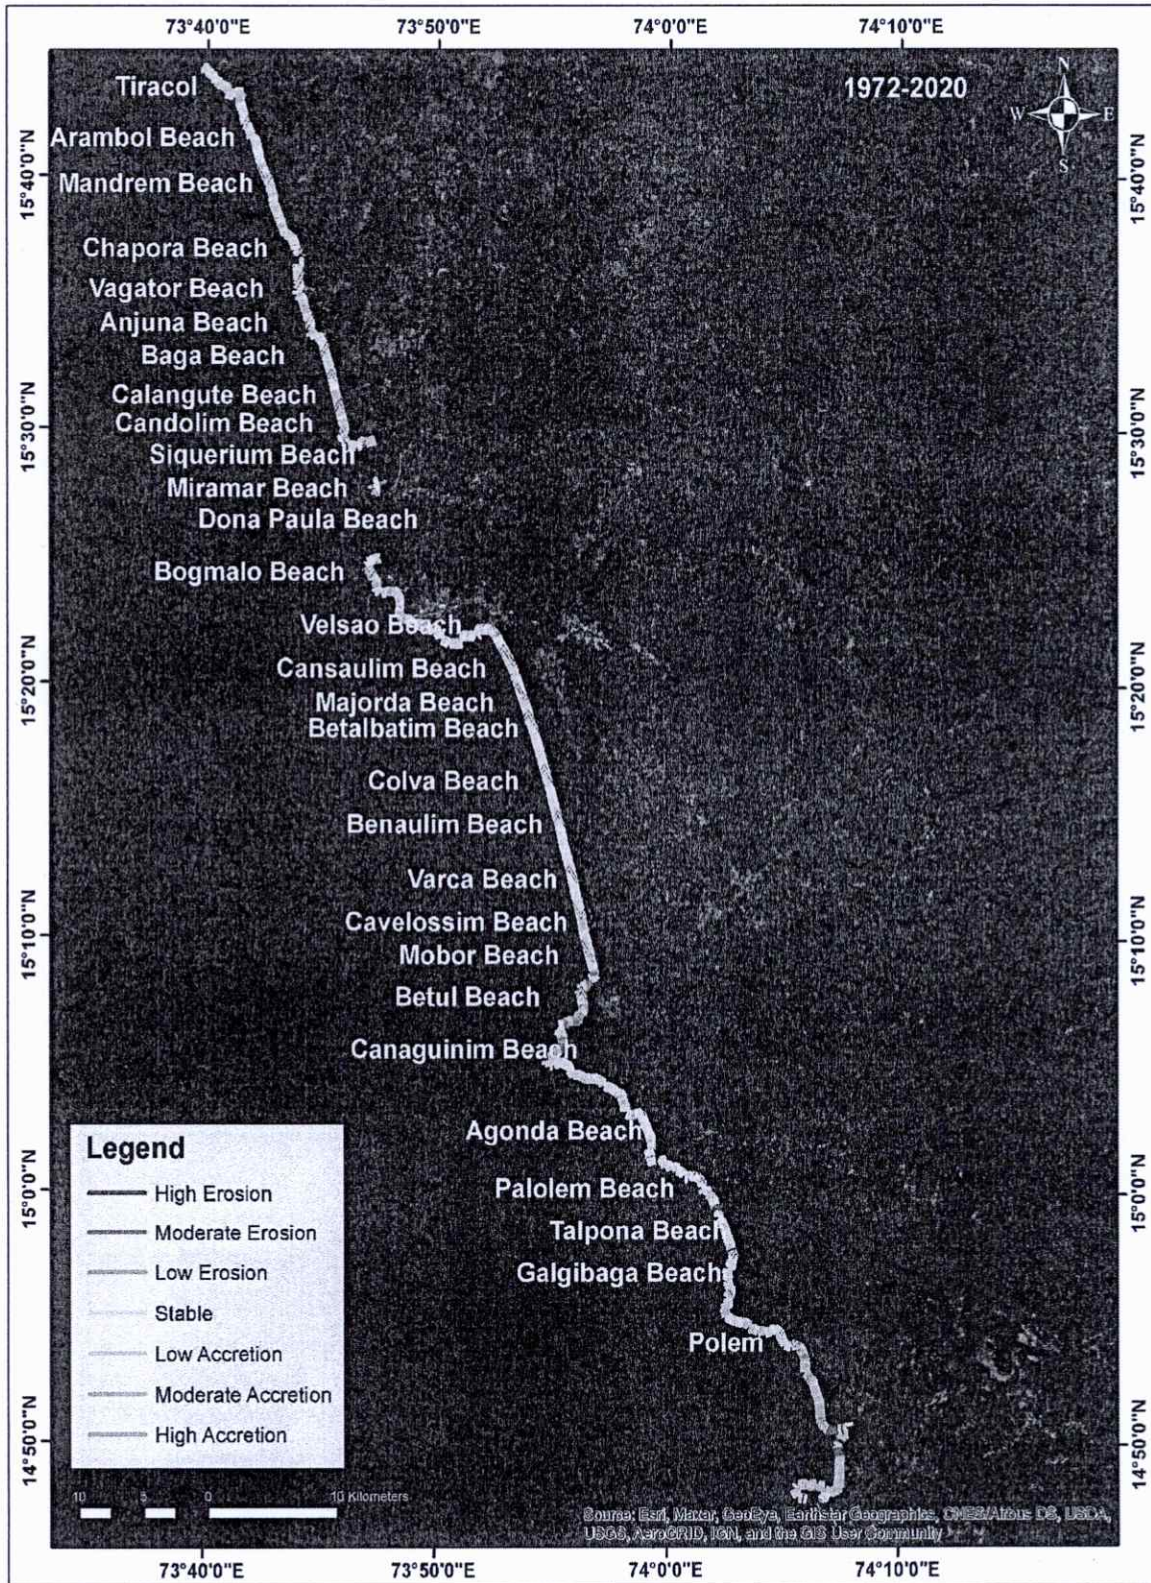 73°40'0"E 73°50'0"E 74°0'0"E 74°10'0"E
1972-2020
N
W E
S
Tiracol
Arambol Beach
15°40'0"N 15°40'0"N
Mandrem Beach
Chapora Beach
Vagator Beach
Anjuna Beach
Baga Beach
Calangute Beach
Candolim Beach
15°30'0"N 15°30'0"N
Siquerium Beach
Miramar Beach
Dona Paula Beach
Bogmalo Beach
Velsao Beach
Cansaulim Beach
15°20'0"N 15°20'0"N
Majorda Beach
Betalbatim Beach
Colva Beach
Benaulim Beach
Varca Beach
Cavelossim Beach
15°10'0"N 15°10'0"N
Mobor Beach
Betul Beach
Canaguinim Beach
Agonda Beach
Palolem Beach
15°0'0"N 15°0'0"N
Talpona Beach
Galgibaga Beach
Polem
14°50'0"N 14°50'0"N
Legend
High Erosion
Moderate Erosion
Low Erosion
Stable
Low Accretion
Moderate Accretion
High Accretion
10 5 0 10 Kilometers
Source: Esri, Maxar, GeoEye, Earthstar Geographics, CNES/Airbus DS, USDA,
USGS, AeroGRID, IGN, and the GIS User Community
73°40'0"E 73°50'0"E 74°0'0"E 74°10'0"E